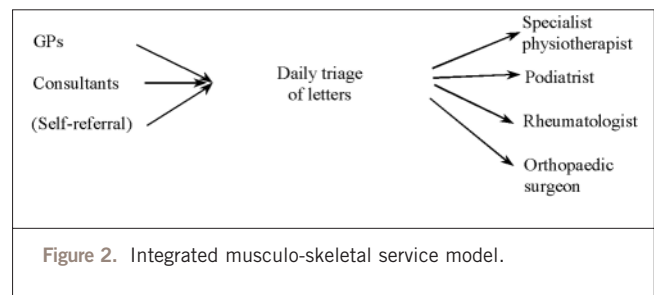 GPs
Consultants
(Self-referral)
Daily triage
of letters
Specialist
physiotherapist
Podiatrist
Rheumatologist
Orthopaedic
surgeon
Figure 2. Integrated musculo-skeletal service model.